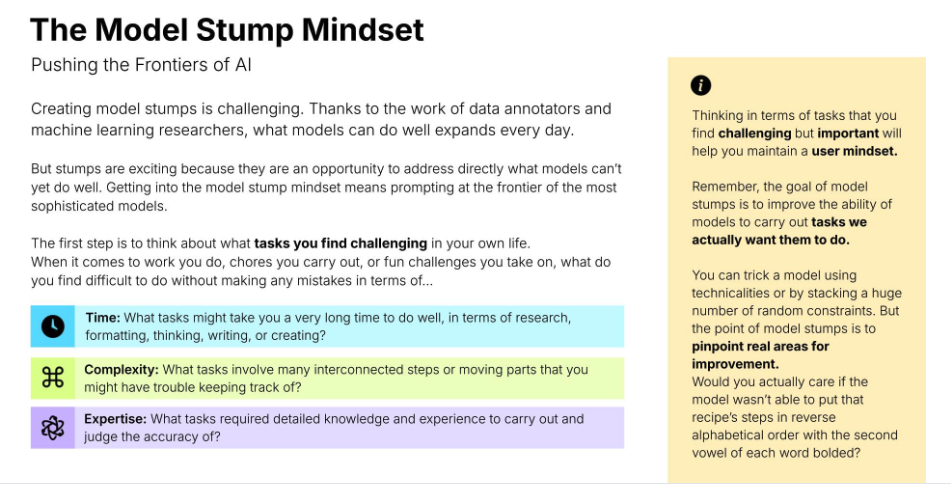 The Model Stump Mindset
Pushing the Frontiers of AI
Creating model stumps is challenging. Thanks to the work of data annotators and
machine learning researchers, what models can do well expands every day.
But stumps are exciting because they are an opportunity to address directly what models can't
yet do well. Getting into the model stump mindset means prompting at the frontier of the most
sophisticated models.
The first step is to think about what tasks you find challenging in your own life.
When it comes to work you do, chores you carry out, or fun challenges you take on, what do
you find difficult to do without making any mistakes in terms of...
Time: What tasks might take you a very long time to do well, in terms of research,
formatting, thinking, writing, or creating?
Complexity: What tasks involve many interconnected steps or moving parts that you
might have trouble keeping track of?
Expertise: What tasks required detailed knowledge and experience to carry out and
judge the accuracy of?
i
Thinking in terms of tasks that you
find challenging but important will
help you maintain a user mindset.
Remember, the goal of model
stumps is to improve the ability of
models to carry out tasks we
actually want them to do.
You can trick a model using
technicalities or by stacking a huge
number of random constraints. But
the point of model stumps is to
pinpoint real areas for
improvement.
Would you actually care if the
model wasn't able to put that
recipe's steps in reverse
alphabetical order with the second
vowel of each word bolded?